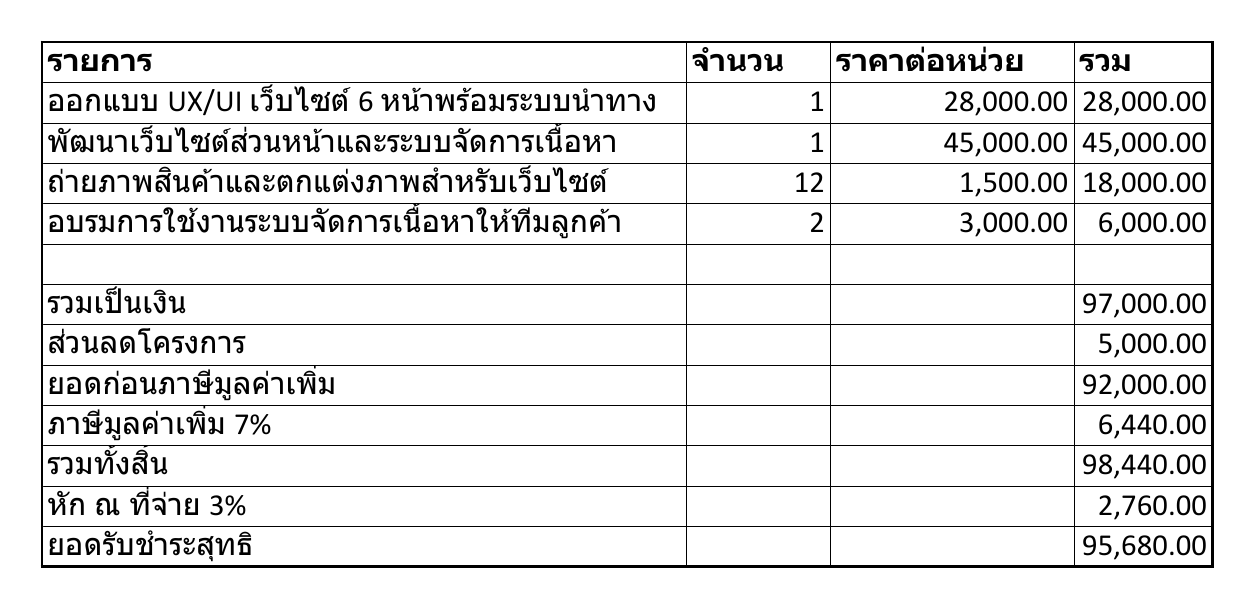 รายการ จำนวน ราคาต่อหน่วย รวม
ออกแบบ UX/UI เว็บไซต์ 6 หน้าพร้อมระบบนำทาง 1 28,000.00 28,000.00
พัฒนาเว็บไซต์ส่วนหน้าและระบบจัดการเนื้อหา 1 45,000.00 45,000.00
ถ่ายภาพสินค้าและตกแต่งภาพสำหรับเว็บไซต์ 12 1,500.00 18,000.00
อบรมการใช้งานระบบจัดการเนื้อหาให้ทีมลูกค้า 2 3,000.00 6,000.00
รวมเป็นเงิน 97,000.00
ส่วนลดโครงการ 5,000.00
ยอดก่อนภาษีมูลค่าเพิ่ม 92,000.00
ภาษีมูลค่าเพิ่ม 7% 6,440.00
รวมทั้งสิ้น 98,440.00
หัก ณ ที่จ่าย 3% 2,760.00
ยอดรับชำระสุทธิ 95,680.00